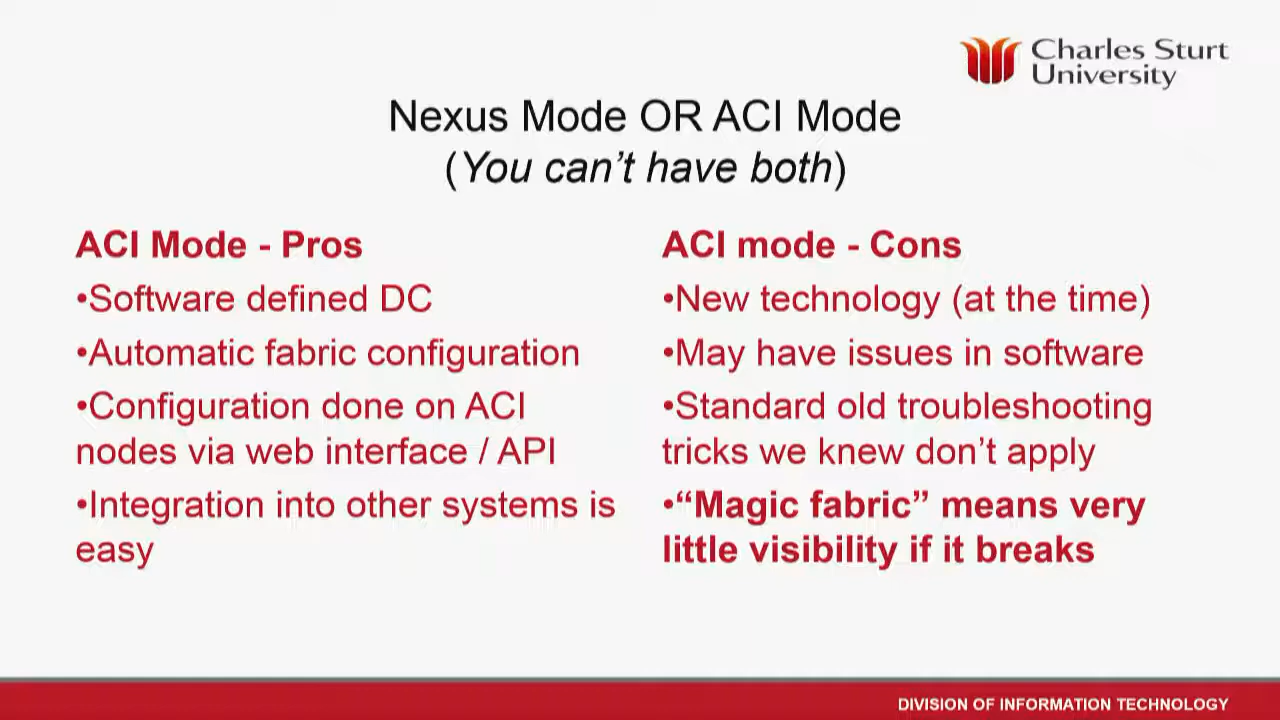 Charles Sturt
University
Nexus Mode OR ACI Mode
(You can't have both)
ACI Mode - Pros
•Software defined DC
•Automatic fabric configuration
•Configuration done on ACI
nodes via web interface / API
•Integration into other systems is
easy
ACI mode - Cons
•New technology (at the time)
•May have issues in software
•Standard old troubleshooting
tricks we knew don't apply
•“Magic fabric” means very
little visibility if it breaks
DIVISION OF INFORMATION TECHNOLOGY